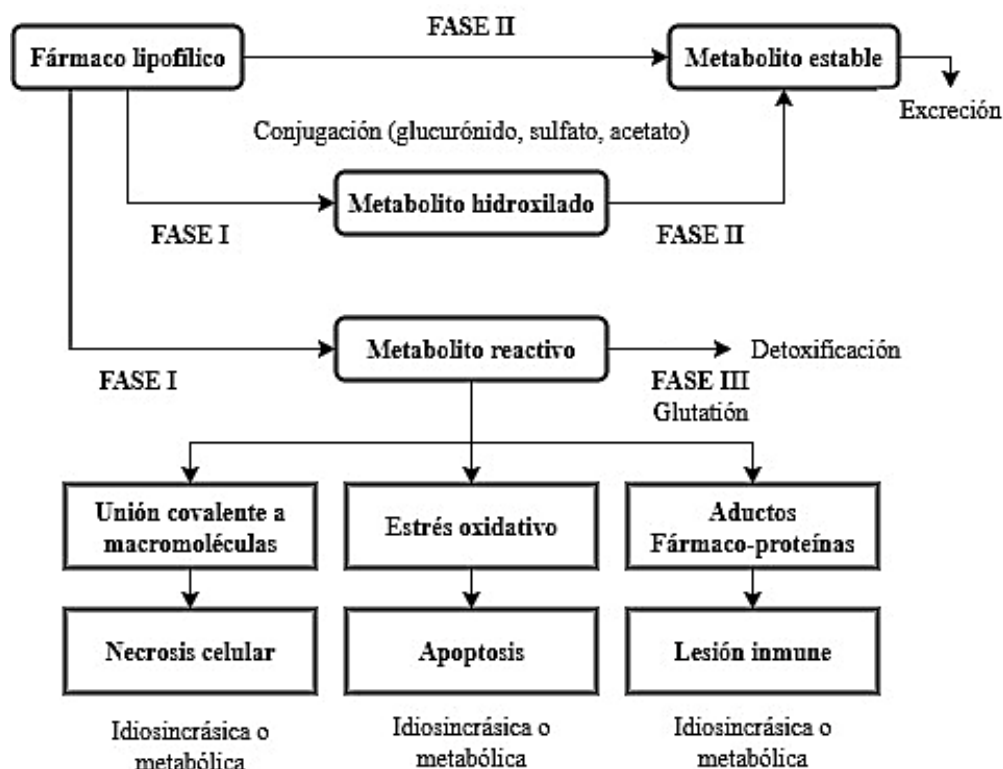 FASE II
Fármaco lipofílico
Metabolito estable
Excreción
Conjugación (glucurónido, sulfato, acetato)
Metabolito hidroxilado
FASE I
FASE II
Metabolito reactivo
Detoxificación
FASE I
FASE III
Glutatión
Unión covalente a
macromoléculas
Estrés oxidativo
Aductos
Fármaco-proteínas
Necrosis celular
Apoptosis
Lesión inmune
Idiosincrásica o
metabólica
Idiosincrásica o
metabólica
Idiosincrásica o
metabólica